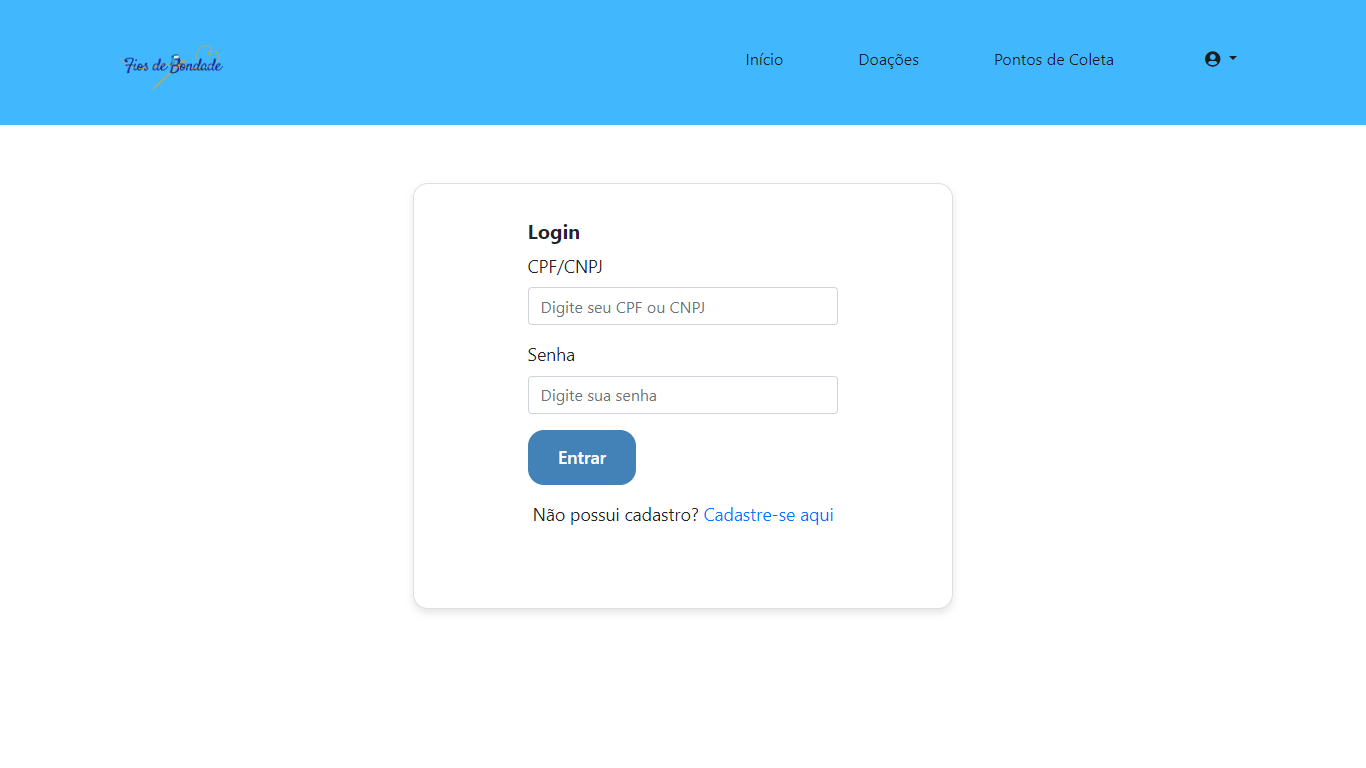 Fios de Bondade
Início
Doações
Pontos de Coleta
Login
CPF/CNPJ
Digite seu CPF ou CNPJ
Senha
Digite sua senha
Entrar
Não possui cadastro? Cadastre-se aqui